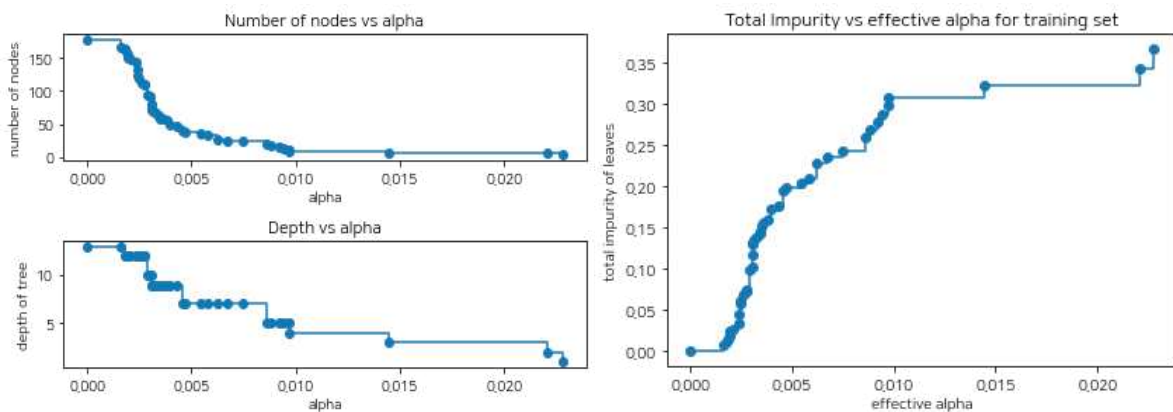 Number of nodes vs alpha
number of nodes
150
100
50
0
0,000 0,005 0,010 0,015 0,020
alpha
Depth vs alpha
depth of tree
10
5
0,000 0,005 0,010 0,015 0,020
alpha
Total Impurity vs effective alpha for training set
total impurity of leaves
0,35
0,30
0,25
0,20
0,15
0,10
0,05
0,00
0,000 0,005 0,010 0,015 0,020
effective alpha